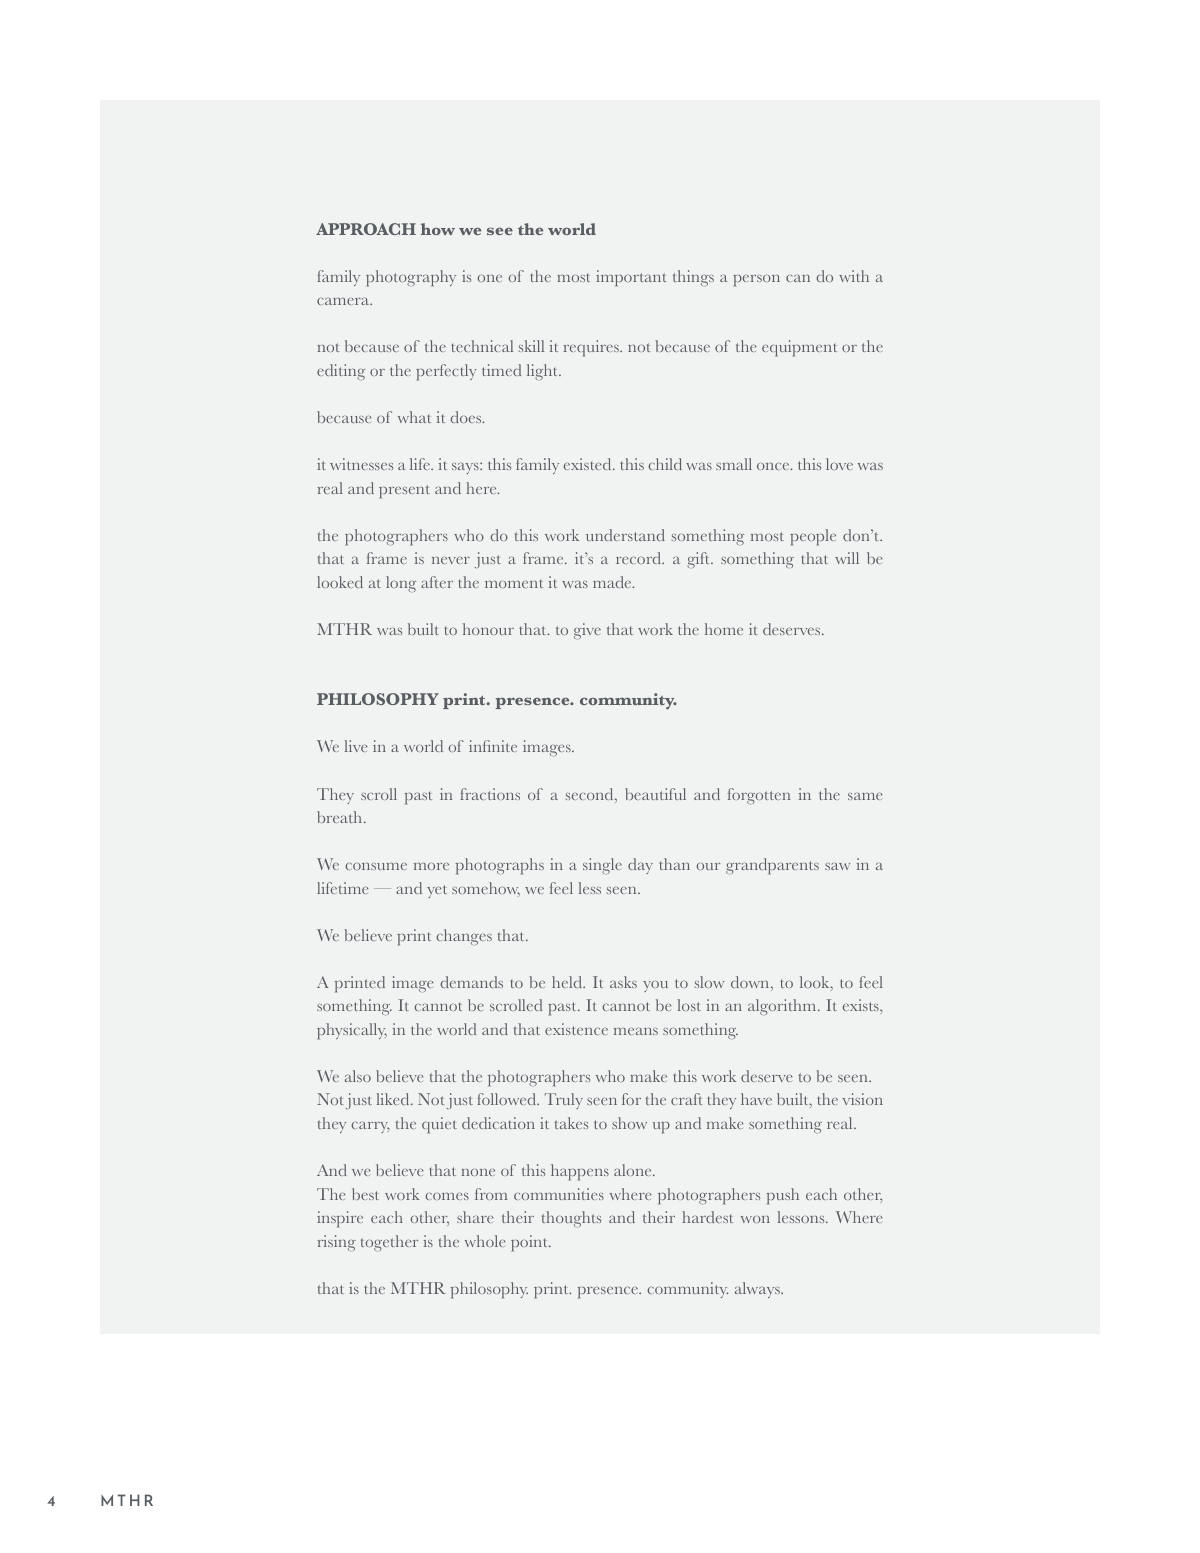 APPROACH how we see the world
family photography is one of the most important things a person can do with a
camera.
not because of the technical skill it requires. not because of the equipment or the
editing or the perfectly timed light.
because of what it does.
it witnesses a life. it says: this family existed. this child was small once. this love was
real and present and here.
the photographers who do this work understand something most people don’t.
that a frame is never just a frame. it’s a record. a gift. something that will be
looked at long after the moment it was made.
MTHR was built to honour that. to give that work the home it deserves.
PHILOSOPHY print. presence. community.
We live in a world of infinite images.
They scroll past in fractions of a second, beautiful and forgotten in the same
breath.
We consume more photographs in a single day than our grandparents saw in a
lifetime — and yet somehow, we feel less seen.
We believe print changes that.
A printed image demands to be held. It asks you to slow down, to look, to feel
something. It cannot be scrolled past. It cannot be lost in an algorithm. It exists,
physically, in the world and that existence means something.
We also believe that the photographers who make this work deserve to be seen.
Not just liked. Not just followed. Truly seen for the craft they have built, the vision
they carry, the quiet dedication it takes to show up and make something real.
And we believe that none of this happens alone.
The best work comes from communities where photographers push each other,
inspire each other, share their thoughts and their hardest won lessons. Where
rising together is the whole point.
that is the MTHR philosophy. print. presence. community. always.
4 MTHR